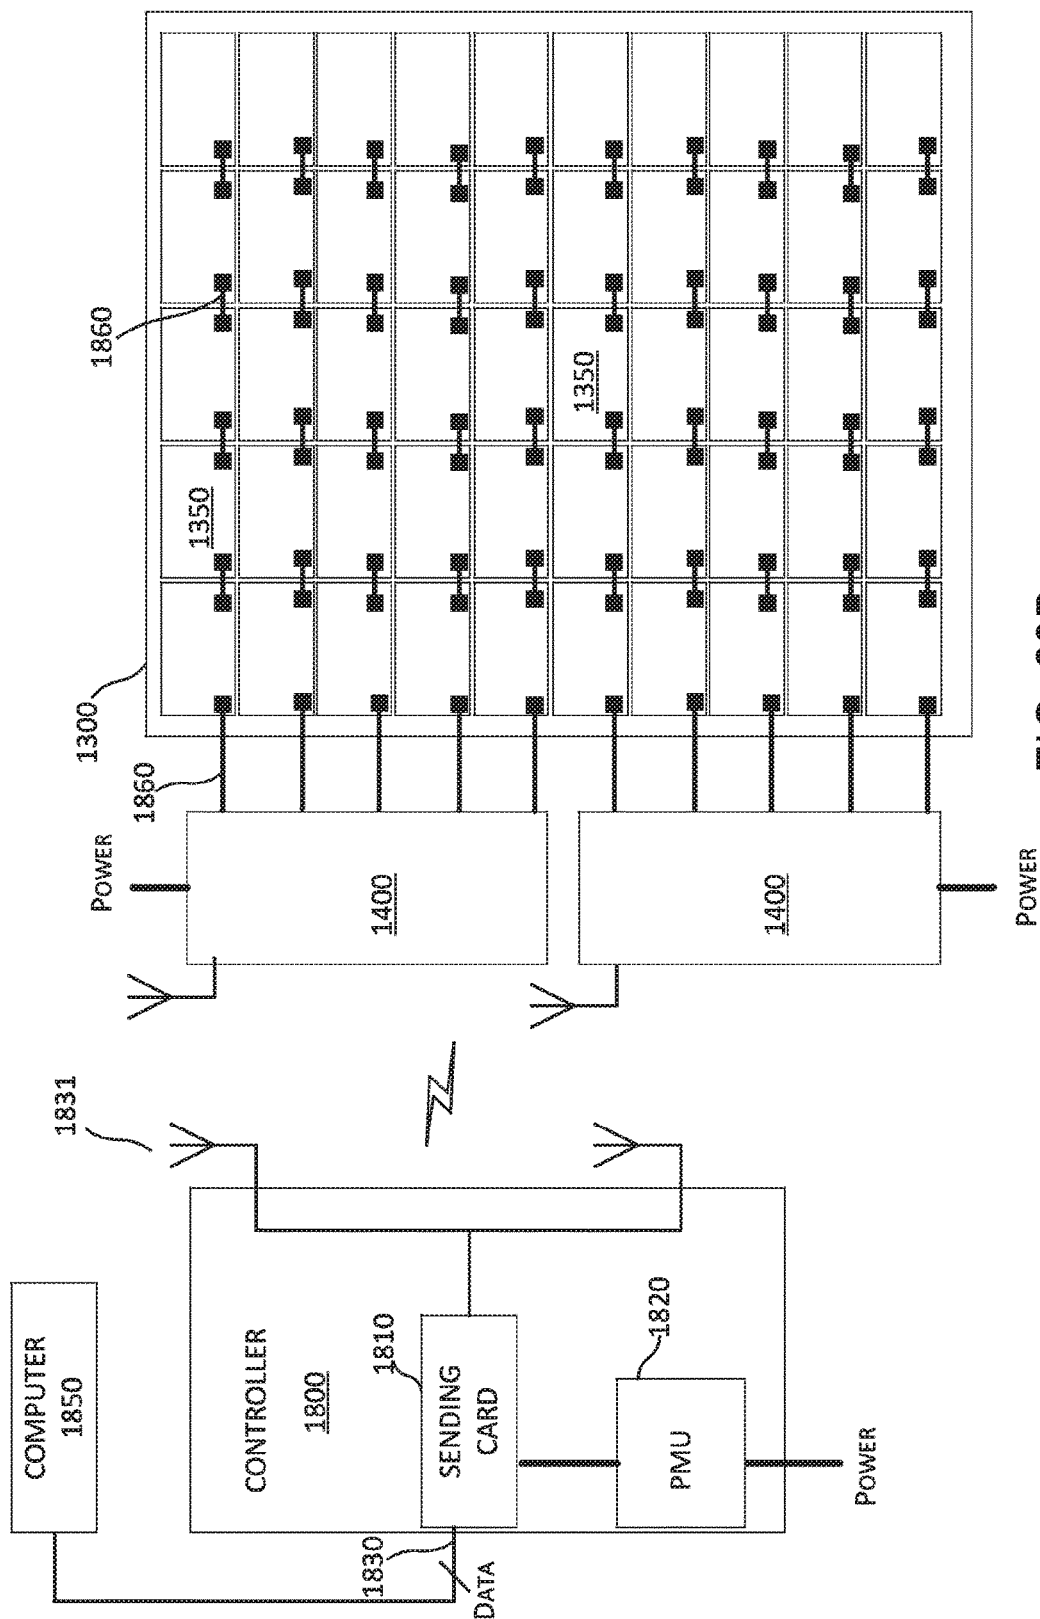 COMPUTER
1850
CONTROLLER
1800
1810
SENDING
CARD
1820
PMU
1830
DATA
POWER
1831
POWER
1400
1400
POWER
1860
1300
1350
1350
1860